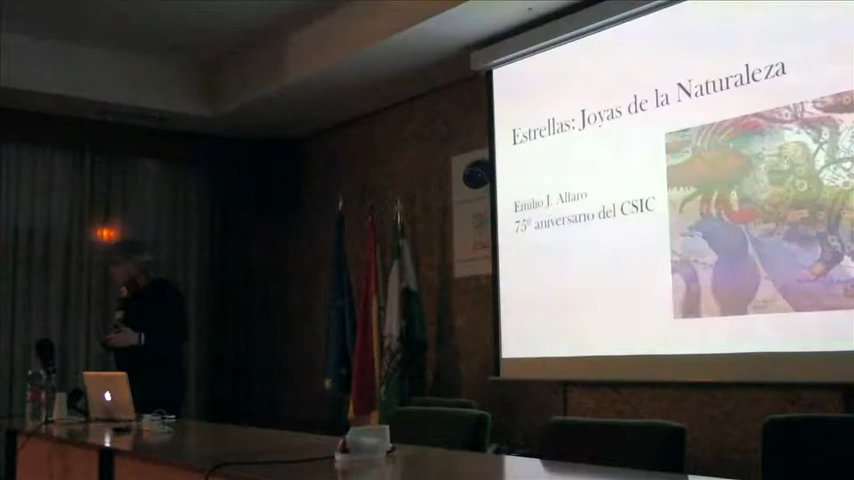 Estrellas: Joyas de la Naturaleza
Emilio J. Alfaro
75º aniversario del CSIC